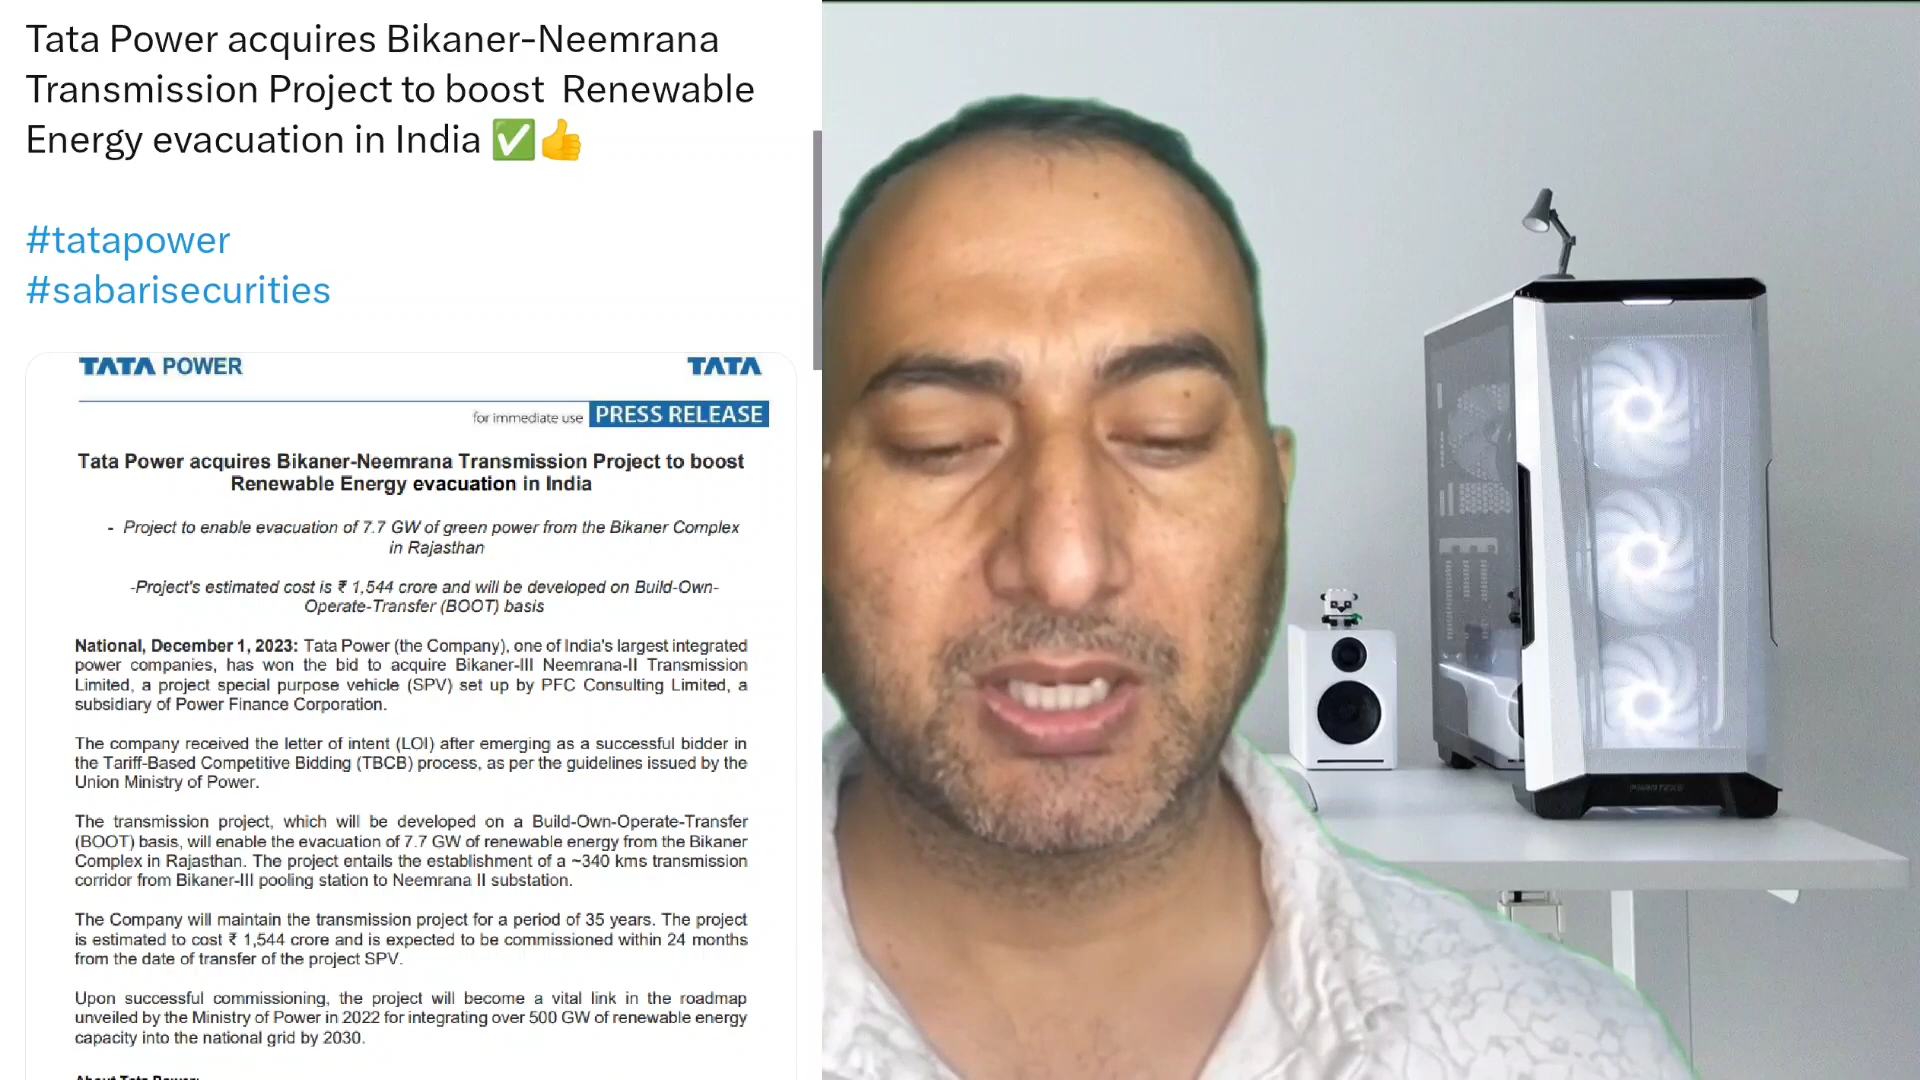 Tata Power acquires Bikaner-Neemrana
Transmission Project to boost Renewable
Energy evacuation in India ✅👍
#tatapower
#sabarisecurities
TATA POWER
TATA
for immediate use PRESS RELEASE
Tata Power acquires Bikaner-Neemrana Transmission Project to boost
Renewable Energy evacuation in India
- Project to enable evacuation of 7.7 GW of green power from the Bikaner Complex
in Rajasthan
-Project's estimated cost is ₹ 1,544 crore and will be developed on Build-Own-
Operate-Transfer (BOOT) basis
National, December 1, 2023: Tata Power (the Company), one of India's largest integrated
power companies, has won the bid to acquire Bikaner-III Neemrana-II Transmission
Limited, a project special purpose vehicle (SPV) set up by PFC Consulting Limited, a
subsidiary of Power Finance Corporation.
The company received the letter of intent (LOI) after emerging as a successful bidder in
the Tariff-Based Competitive Bidding (TBCB) process, as per the guidelines issued by the
Union Ministry of Power.
The transmission project, which will be developed on a Build-Own-Operate-Transfer
(BOOT) basis, will enable the evacuation of 7.7 GW of renewable energy from the Bikaner
Complex in Rajasthan. The project entails the establishment of a ~340 kms transmission
corridor from Bikaner-III pooling station to Neemrana II substation.
The Company will maintain the transmission project for a period of 35 years. The project
is estimated to cost ₹ 1,544 crore and is expected to be commissioned within 24 months
from the date of transfer of the project SPV.
Upon successful commissioning, the project will become a vital link in the roadmap
unveiled by the Ministry of Power in 2022 for integrating over 500 GW of renewable energy
capacity into the national grid by 2030.